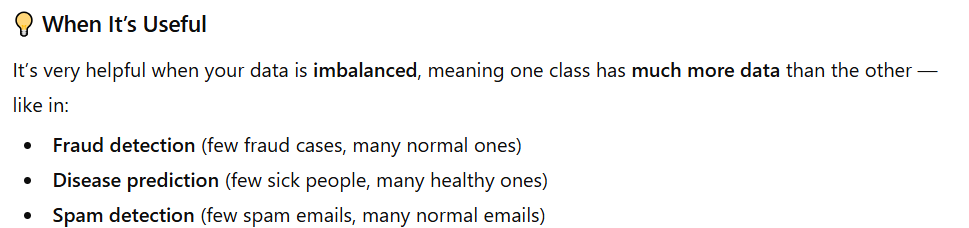 💡 When It’s Useful
It’s very helpful when your data is imbalanced, meaning one class has much more data than the other —
like in:
• Fraud detection (few fraud cases, many normal ones)
• Disease prediction (few sick people, many healthy ones)
• Spam detection (few spam emails, many normal emails)